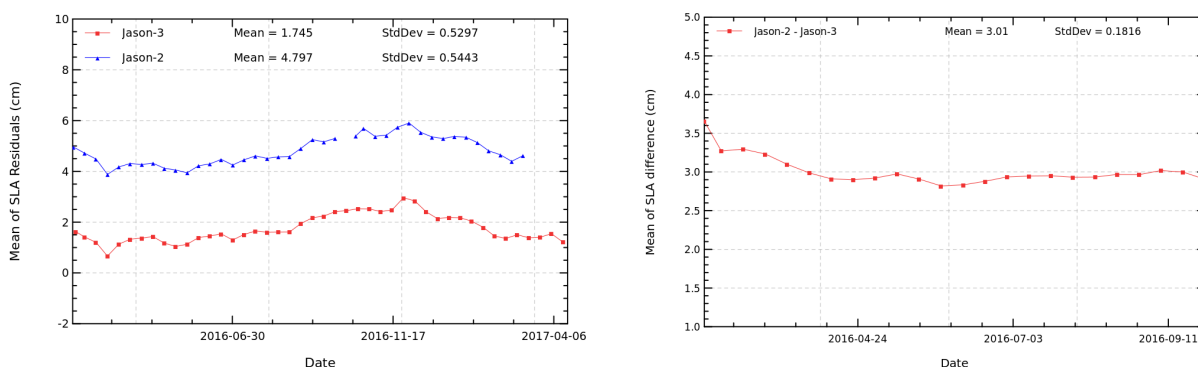 10
8
6
4
2
0
-2
Mean of SLA Residuals (cm)
Jason-3 Mean = 1.745 StdDev = 0.5297
Jason-2 Mean = 4.797 StdDev = 0.5443
2016-06-30 2016-11-17 2017-04-06
Date
5.0
4.5
4.0
3.5
3.0
2.5
2.0
1.5
1.0
Mean of SLA difference (cm)
Jason-2 - Jason-3 Mean = 3.01 StdDev = 0.1816
2016-04-24 2016-07-03 2016-09-11
Date